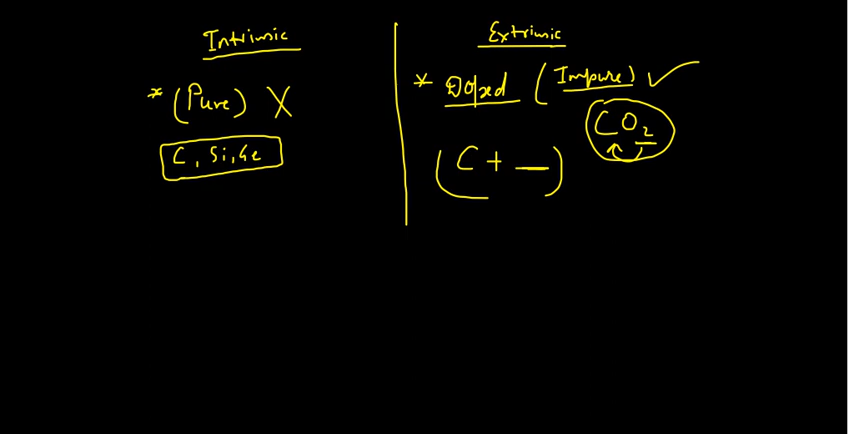 Intrinsic
* (Pure) X
C, Si, Ge
Extrinsic
* Doped (Impure) ✓
CO₂
(C + __)